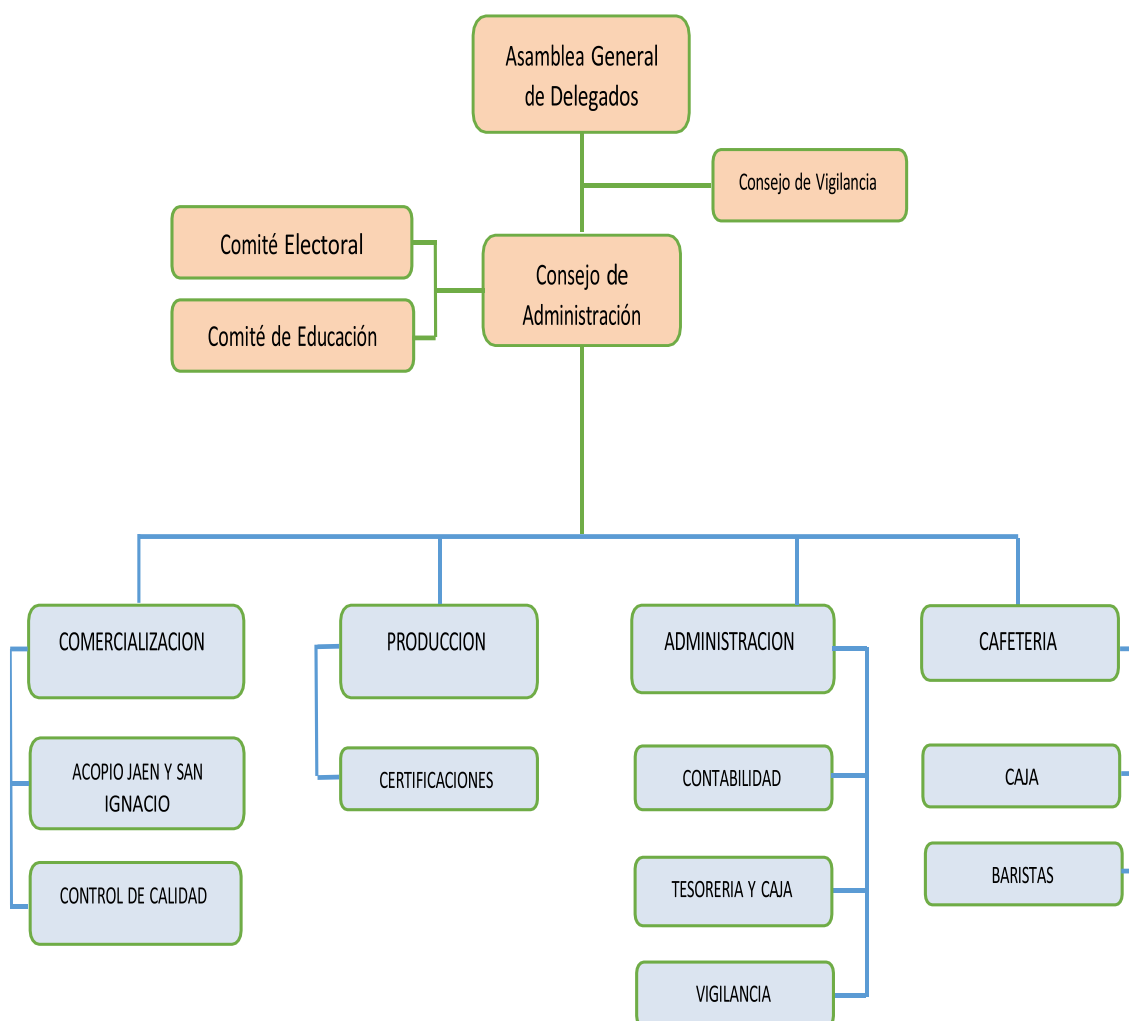 Asamblea General
de Delegados
Consejo de Vigilancia
Comité Electoral
Consejo de
Administración
Comité de Educación
COMERCIALIZACION
PRODUCCION
ADMINISTRACION
CAFETERIA
ACOPIO JAEN Y SAN
IGNACIO
CERTIFICACIONES
CONTABILIDAD
CAJA
CONTROL DE CALIDAD
TESORERIA Y CAJA
BARISTAS
VIGILANCIA